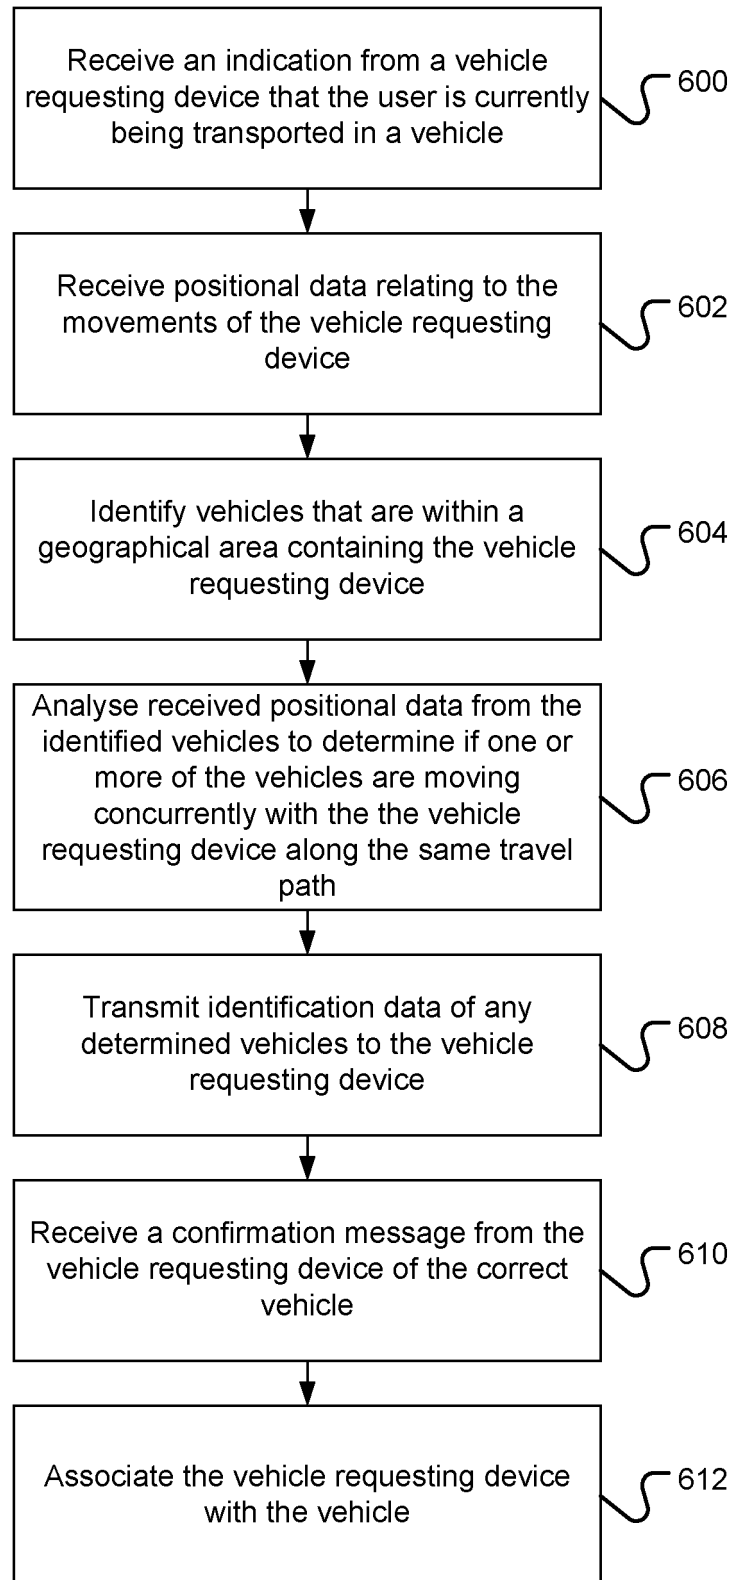 Receive an indication from a vehicle
requesting device that the user is currently
being transported in a vehicle
600
Receive positional data relating to the
movements of the vehicle requesting
device
602
Identify vehicles that are within a
geographical area containing the vehicle
requesting device
604
Analyse received positional data from the
identified vehicles to determine if one or
more of the vehicles are moving
concurrently with the the vehicle
requesting device along the same travel
path
606
Transmit identification data of any
determined vehicles to the vehicle
requesting device
608
Receive a confirmation message from the
vehicle requesting device of the correct
vehicle
610
Associate the vehicle requesting device
with the vehicle
612